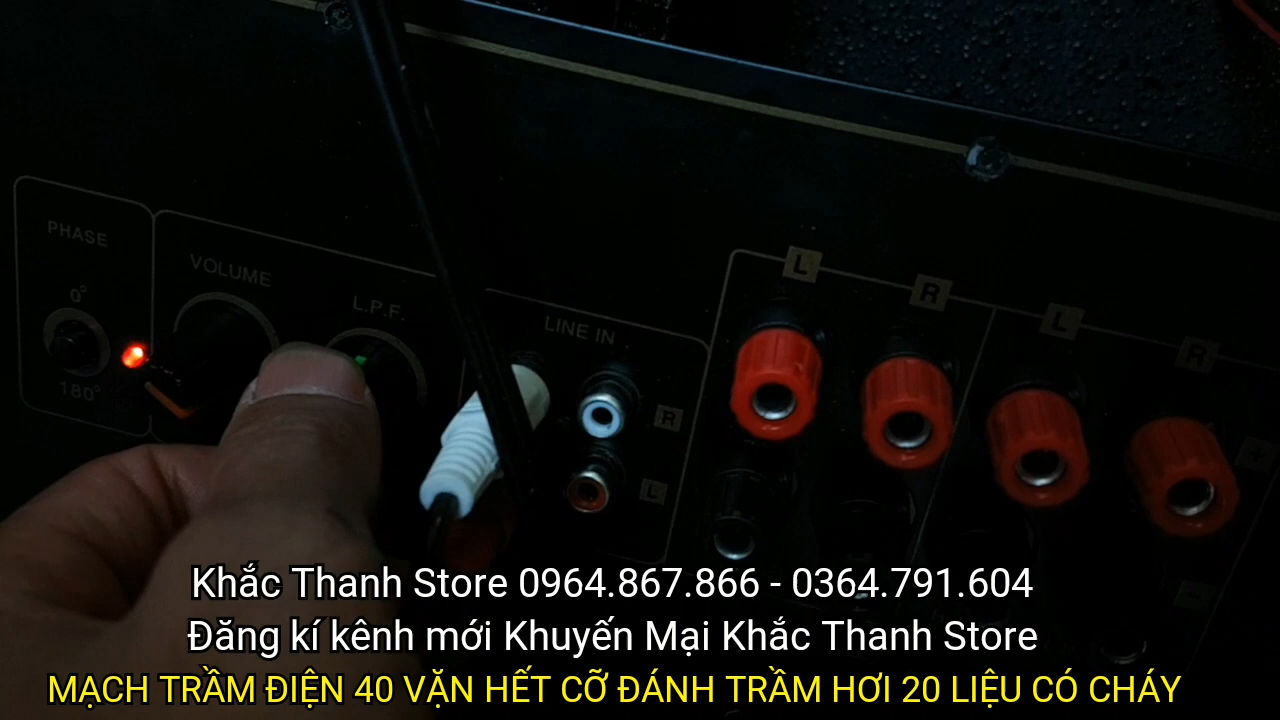 PHASE
0°
180°
VOLUME
L.P.F.
LINE IN
R
L
L
R
L
R
+
-
Khắc Thanh Store 0964.867.866 - 0364.791.604
Đăng kí kênh mới Khuyến Mại Khắc Thanh Store
MẠCH TRẦM ĐIỆN 40 VẶN HẾT CỠ ĐÁNH TRẦM HƠI 20 LIỆU CÓ CHÁY